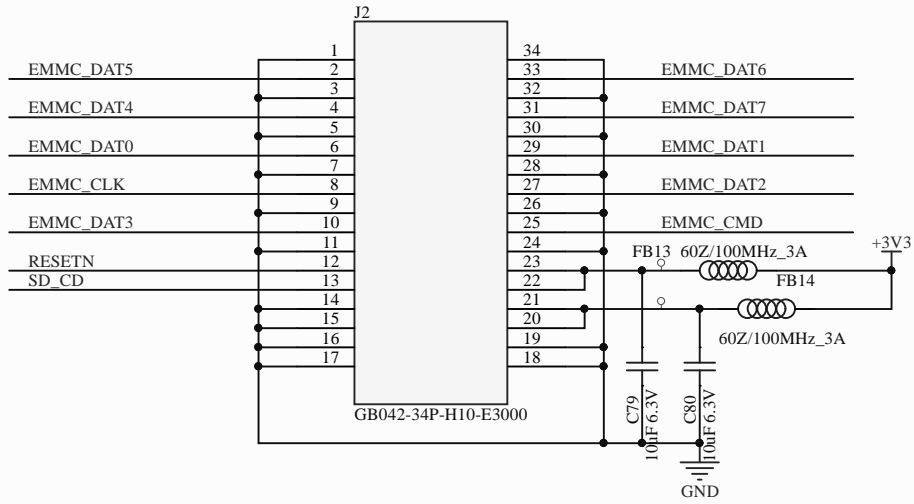 J2
1
34
EMMC_DAT5
2
33
EMMC_DAT6
3
32
EMMC_DAT4
4
31
EMMC_DAT7
5
30
EMMC_DAT0
6
29
EMMC_DAT1
7
28
EMMC_CLK
8
27
EMMC_DAT2
9
26
EMMC_DAT3
10
25
EMMC_CMD
11
24
RESETN
12
23
FB13
60Z/100MHz_3A
+3V3
SD_CD
13
22
FB14
14
21
15
20
16
19
60Z/100MHz_3A
17
18
C79
10uF 6.3V
C80
10uF 6.3V
GB042-34P-H10-E3000
GND